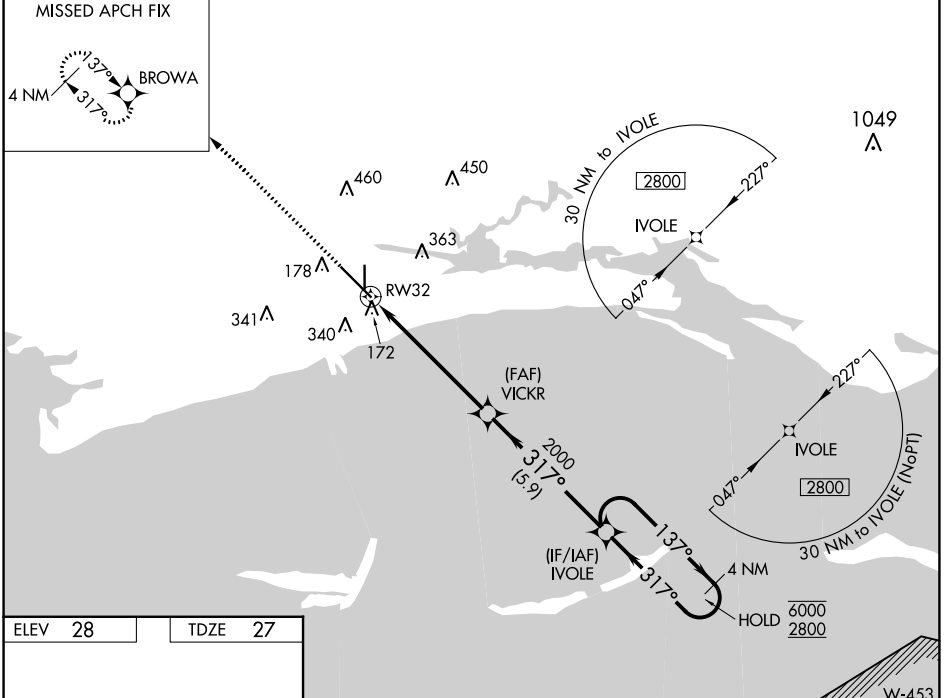 MISSED APCH FIX
137°
BROWA
4 NM
317°
1049
30 NM to IVOLE
2800
227°
460
450
IVOLE
363
178
047°
RW32
341
340
172
(FAF)
VICKR
227°
2000
317°
(5.9)
IVOLE
047°
2800
30 NM to IVOLE (NoPT)
137°
(IF/IAF)
IVOLE
317°
4 NM
HOLD 6000
2800
ELEV 28
TDZE 27
W-453